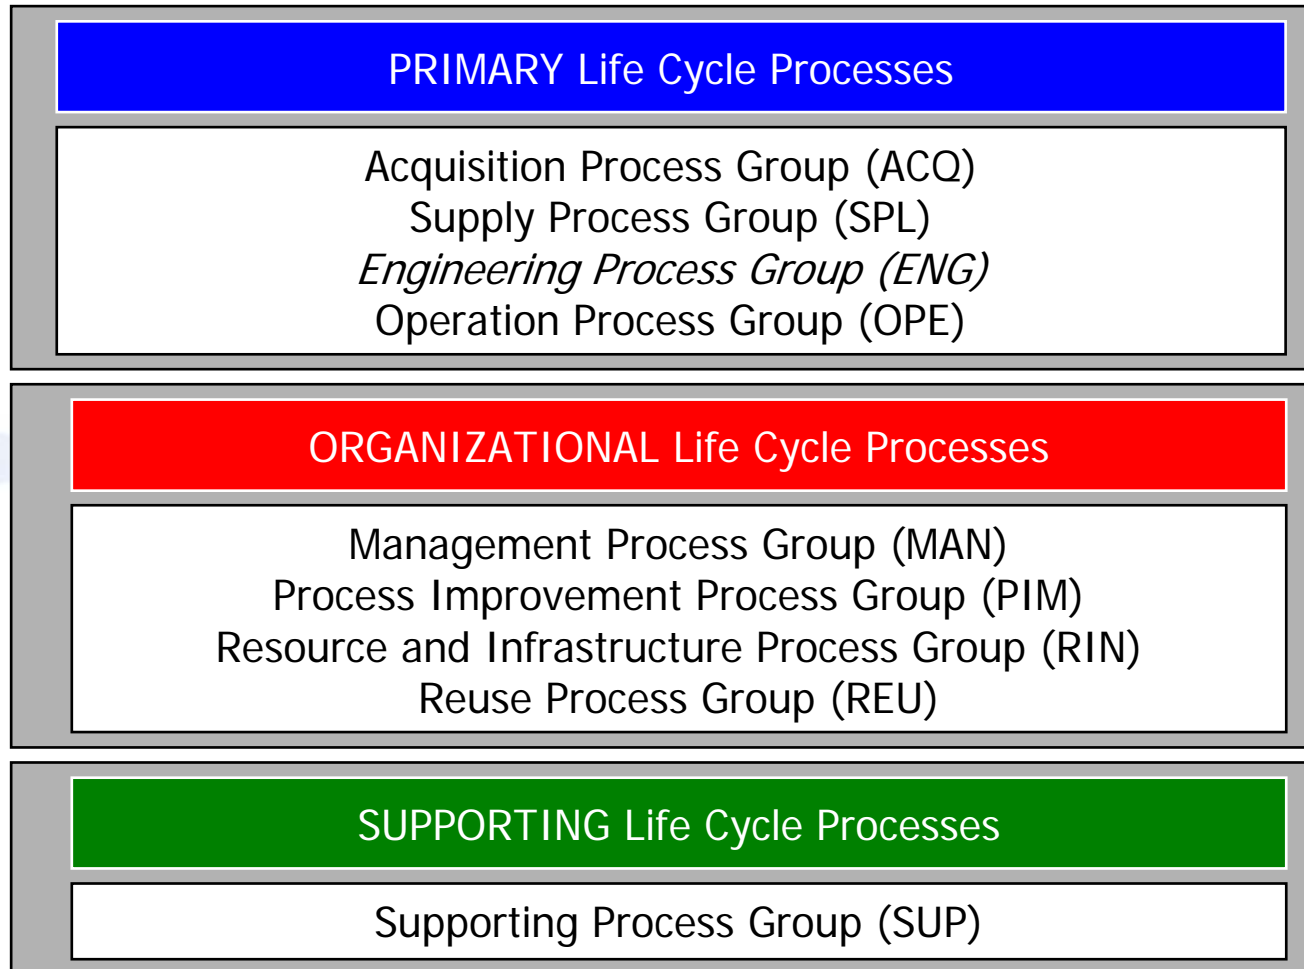 PRIMARY Life Cycle Processes
Acquisition Process Group (ACQ)
Supply Process Group (SPL)
Engineering Process Group (ENG)
Operation Process Group (OPE)
ORGANIZATIONAL Life Cycle Processes
Management Process Group (MAN)
Process Improvement Process Group (PIM)
Resource and Infrastructure Process Group (RIN)
Reuse Process Group (REU)
SUPPORTING Life Cycle Processes
Supporting Process Group (SUP)